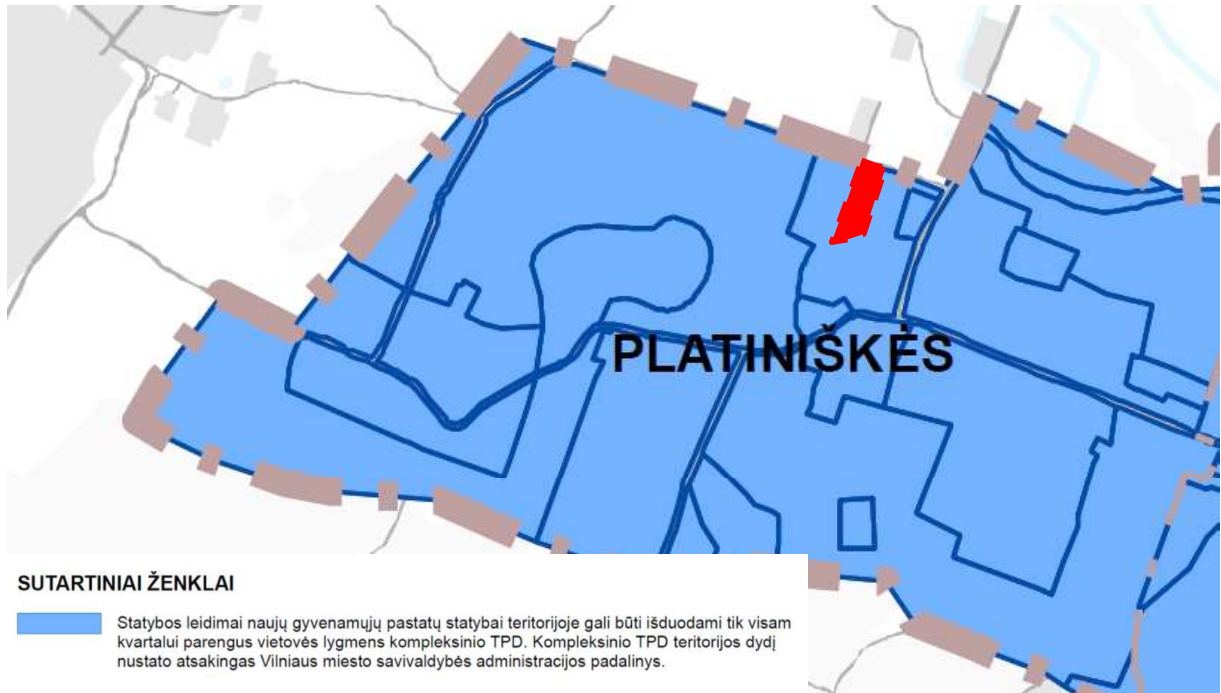 PLATINIŠKĖS
SUTARTINIAI ŽENKLAI
Statybos leidimai naujų gyvenamųjų pastatų statybai teritorijoje gali būti išduodami tik visam
kvartalui parengus vietovės lygmens kompleksinio TPD. Kompleksinio TPD teritorijos dydį
nustato atsakingas Vilniaus miesto savivaldybės administracijos padalinys.